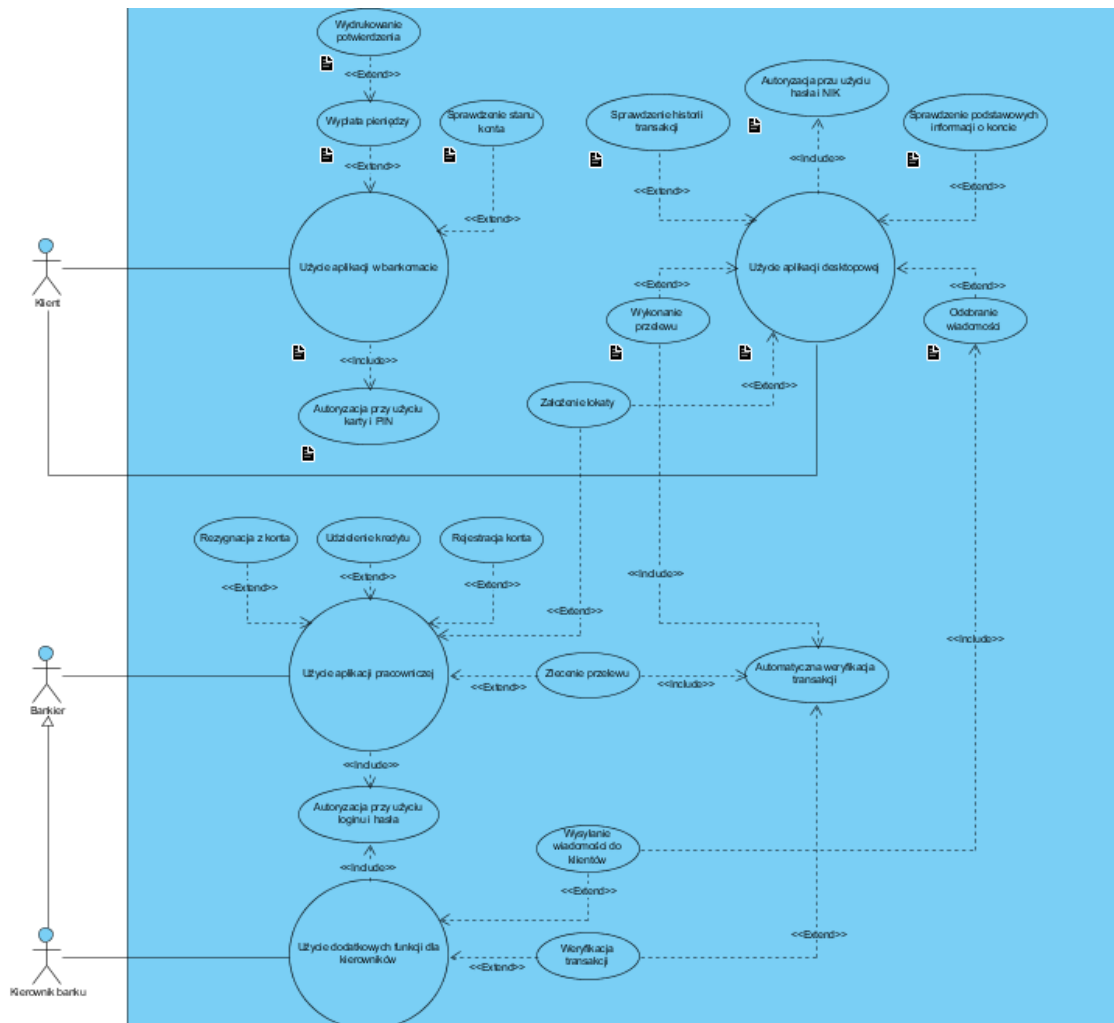 Wydrukowanie
potwierdzenia
<<Extend>>
Wypłata pieniędzy
Sprawdzenie stanu
konta
<<Extend>>
<<Extend>>
Użycie aplikacji w bankomacie
Klient
<<Include>>
Autoryzacja przy użyciu
karty i PIN
Sprawdzenie historii
transakcji
Autoryzacja przu użyciu
hasła i NIK
Sprawdzenie podstawowych
informacji o koncie
<<Include>>
<<Extend>>
<<Extend>>
Użycie aplikacji desktopowej
<<Extend>>
<<Extend>>
Wykonanie
przelewu
Odebranie
wiadomości
<<Extend>>
Założenie lokaty
Rezygnacja z konta
Udzielenie kredytu
Rejestracja konta
<<Extend>>
<<Extend>>
<<Extend>>
<<Include>>
<<Extend>>
<<Include>>
Użycie aplikacji pracowniczej
Zlecenie przelewu
Automatyczna weryfikacja
transakcji
<<Extend>>
<<Include>>
Bankier
<<Include>>
Autoryzacja przy użyciu
loginu i hasła
<<Include>>
Wysyłanie
wiadomości do
klientów
<<Extend>>
<<Extend>>
Użycie dodatkowych funkcji dla
kierowników
Weryfikacja
transakcji
<<Extend>>
Kierownik banku